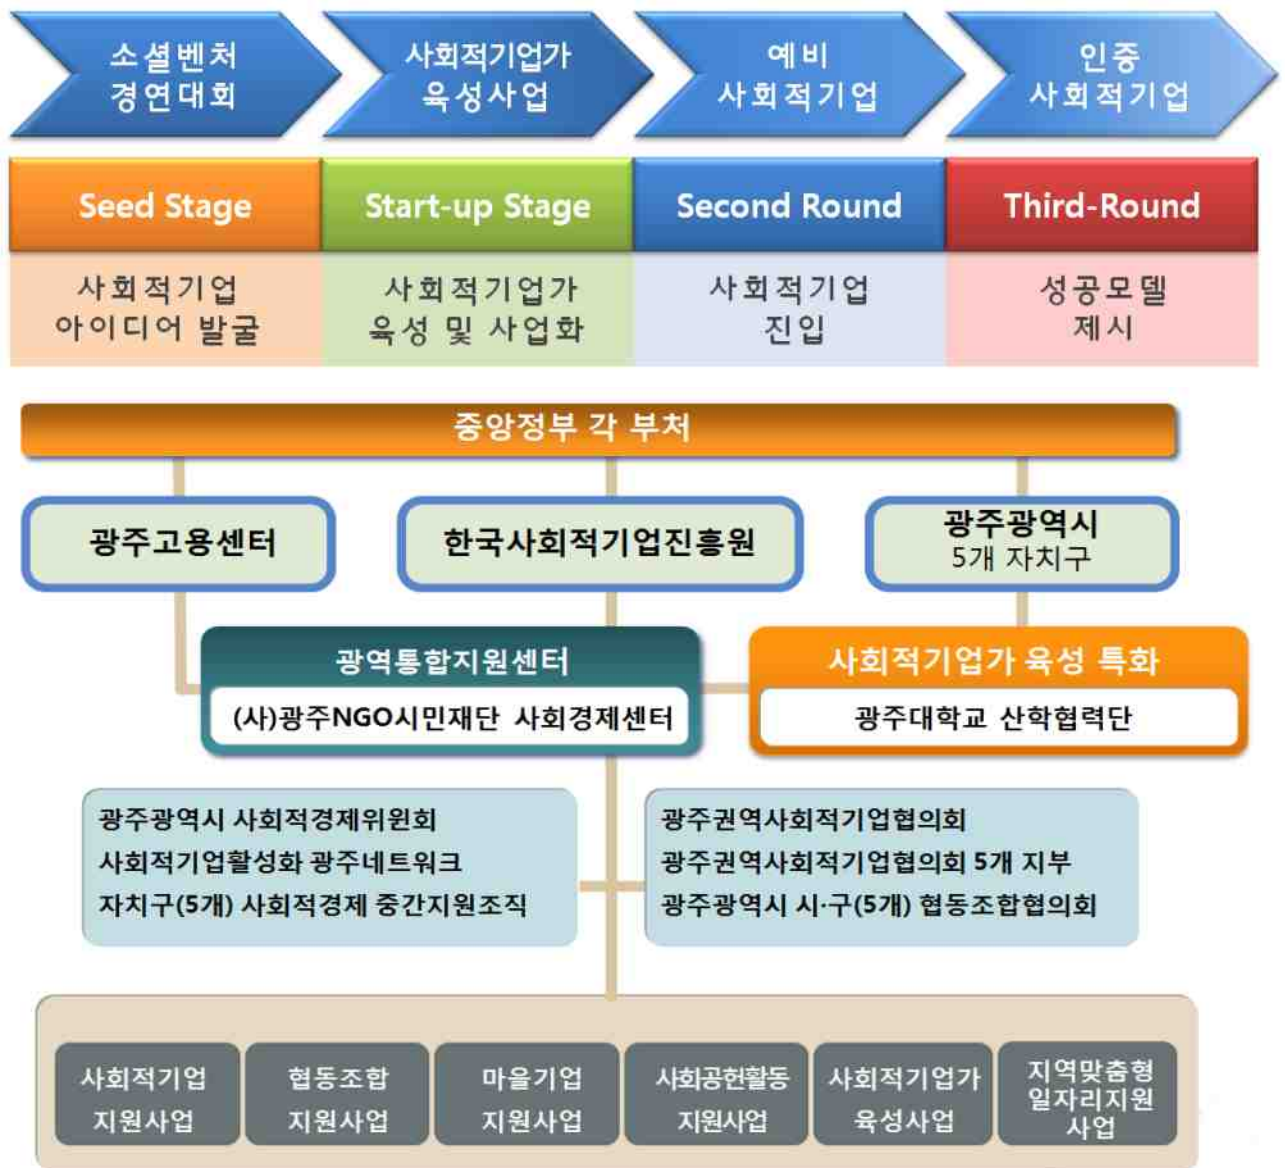 소셜벤처
경연대회
사회적기업가
육성사업
예비
사회적기업
인증
사회적기업
Seed Stage
Start-up Stage
Second Round
Third-Round
사회적기업
아이디어 발굴
사회적기업가
육성 및 사업화
사회적기업
진입
성공모델
제시
중앙정부 각 부처
광주고용센터
한국사회적기업진흥원
광주광역시
5개 자치구
광역통합지원센터
(사)광주NGO시민재단 사회경제센터
사회적기업가 육성 특화
광주대학교 산학협력단
광주광역시 사회적경제위윈회
사회적기업활성화 광주네트워크
자치구(5개) 사회적경제 중간지원조직
광주권역사회적기업협의회
광주권역사회적기업협의회 5개 지부
광주광역시 시·구(5개) 협동조합협의회
사회적기업
지원사업
협동조합
지원사업
마을기업
지원사업
사회공헌활동
지원사업
사회적기업가
육성사업
지역맞춤형
일자리지원
사업